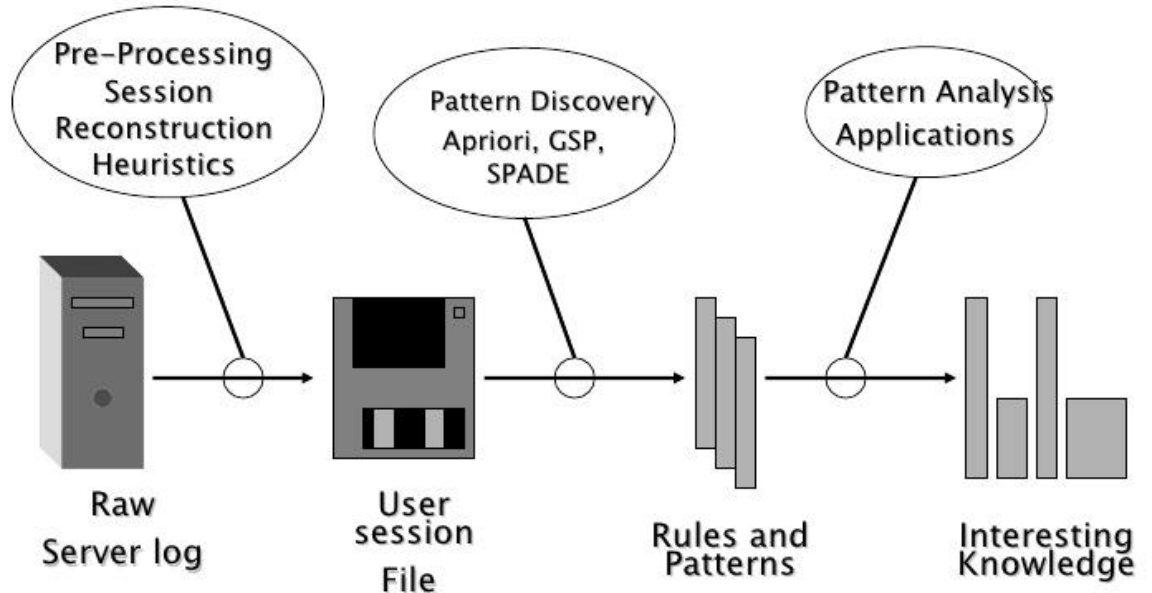 Pre-Processing
Session
Reconstruction
Heuristics
Pattern Discovery
Apriori, GSP,
SPADE
Pattern Analysis
Applications
Raw
Server log
User
session
File
Rules and
Patterns
Interesting
Knowledge